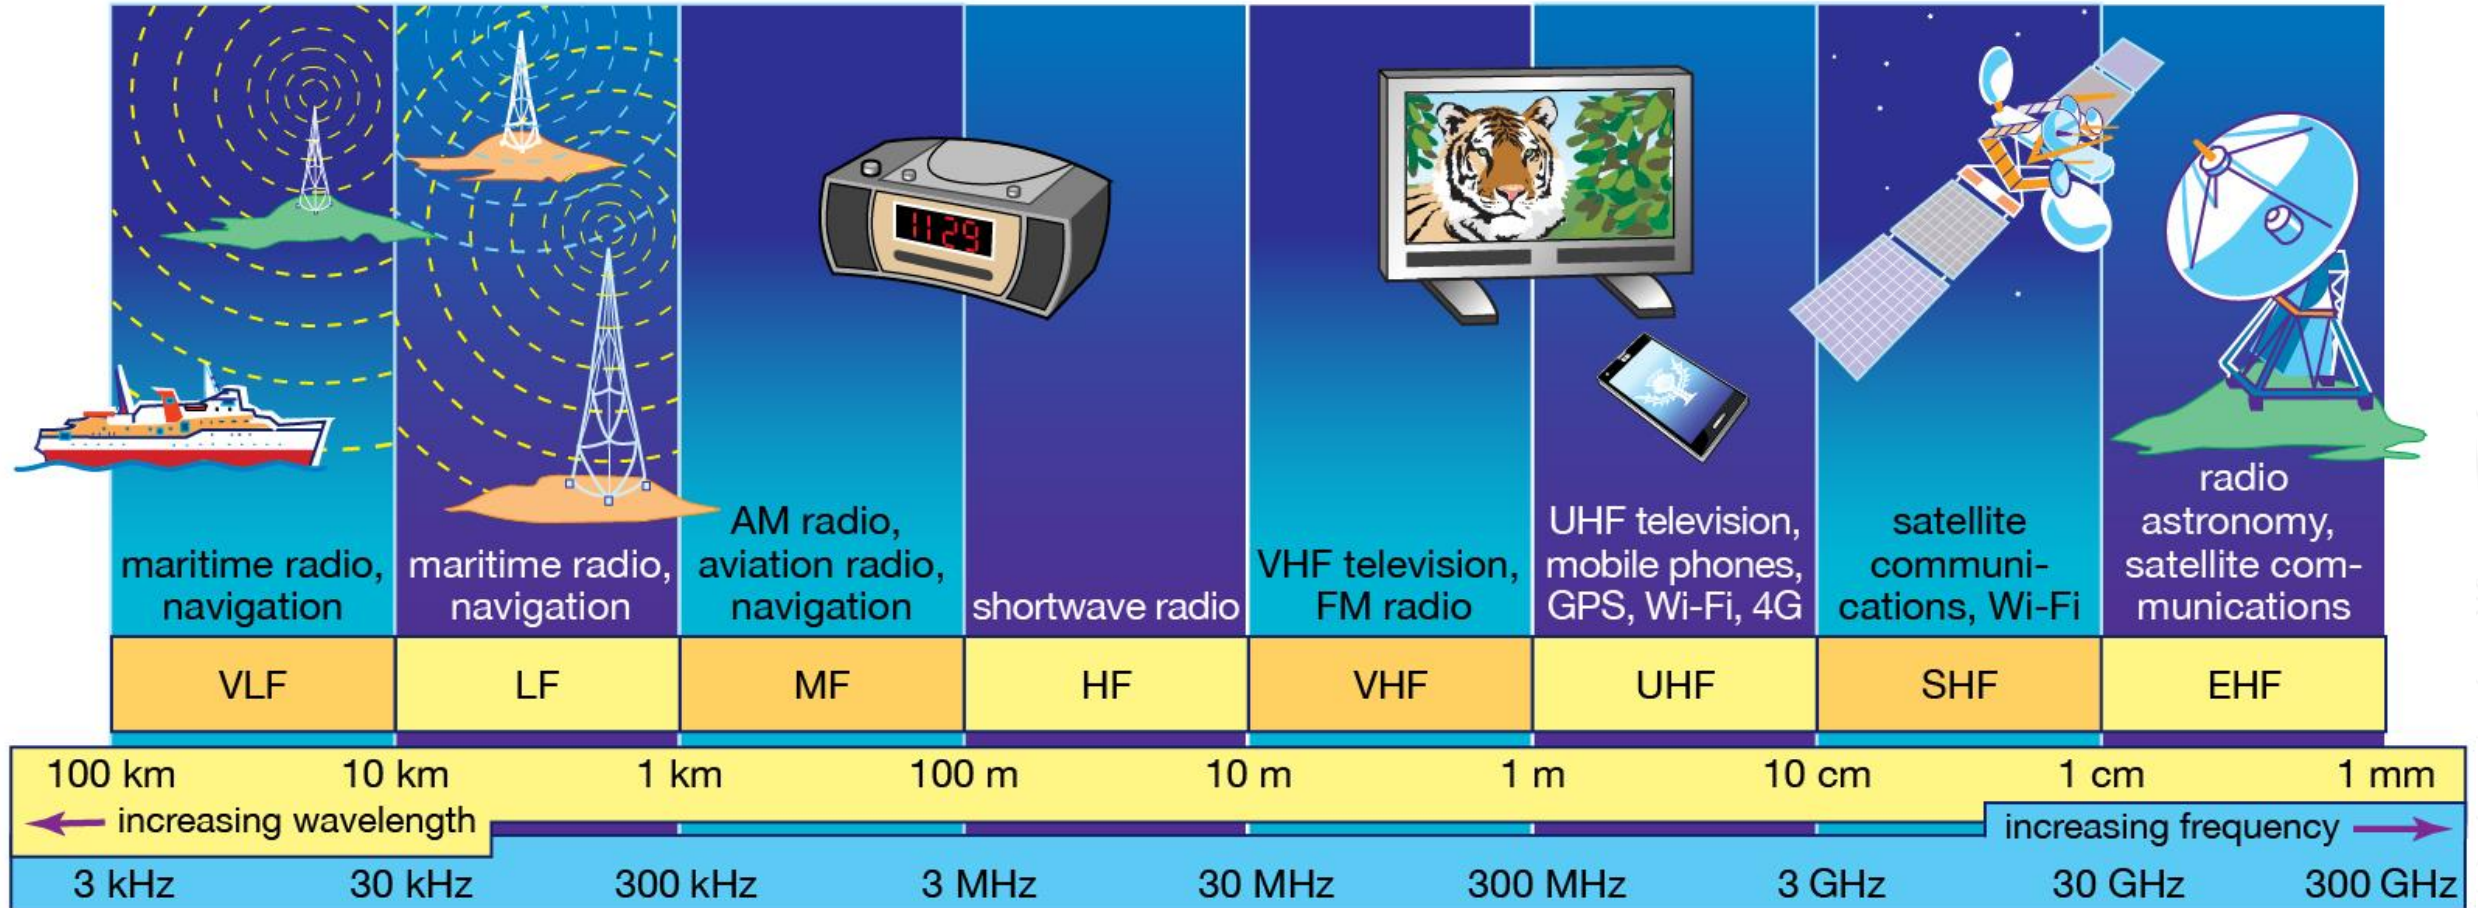 11:29
maritime radio,
navigation
maritime radio,
navigation
AM radio,
aviation radio,
navigation
shortwave radio
VHF television,
FM radio
UHF television,
mobile phones,
GPS, Wi-Fi, 4G
satellite
communi-
cations, Wi-Fi
radio
astronomy,
satellite com-
munications
VLF LF MF HF VHF UHF SHF EHF
100 km 10 km 1 km 100 m 10 m 1 m 10 cm 1 cm 1 mm
increasing wavelength
increasing frequency
3 kHz 30 kHz 300 kHz 3 MHz 30 MHz 300 MHz 3 GHz 30 GHz 300 GHz